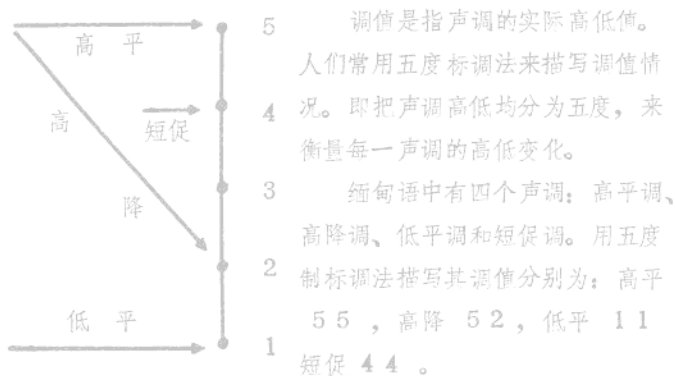 高 平
高
降
短促
低 平
5
4
3
2
1
调值是指声调的实际高低值。
人们常用五度标调法来描写调值情
况。即把声调高低均分为五度，来
衡量每一声调的高低变化。
缅甸语中有四个声调：高平调、
高降调、低平调和短促调。用五度
制标调法描写其调值分别为：高平
55 ，高降 52，低平 11
短促 44 。